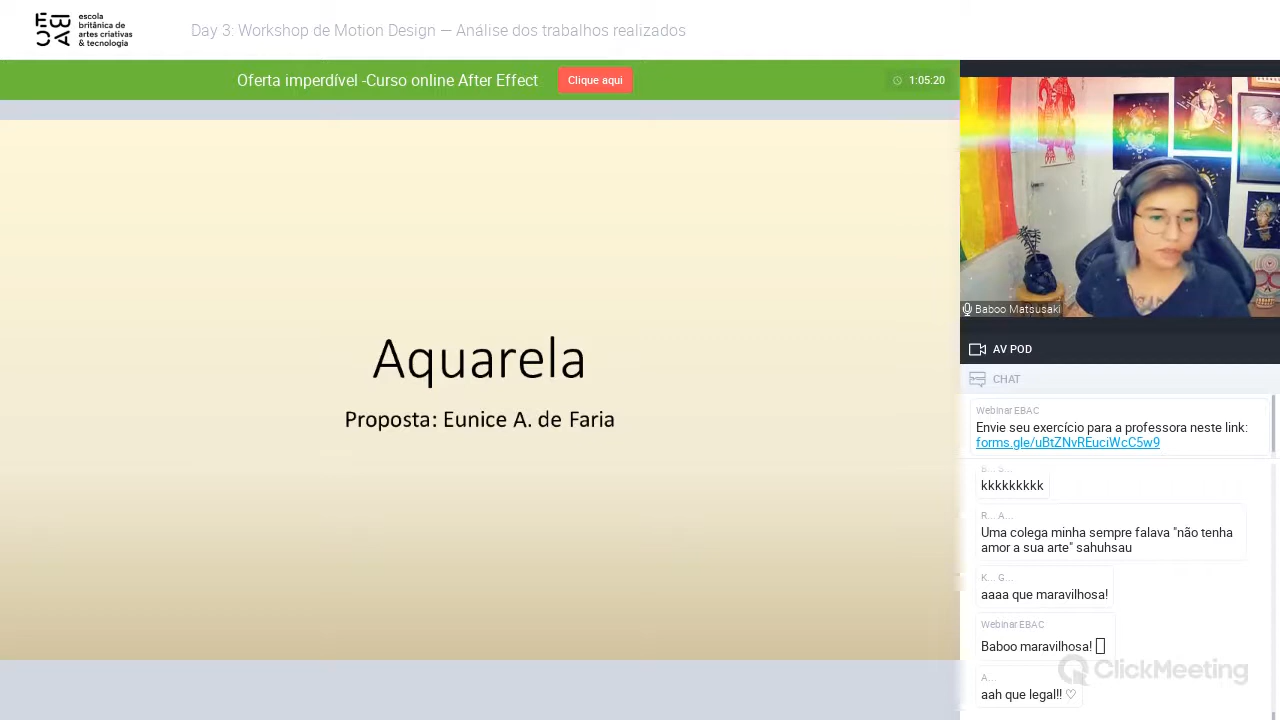 escola
britânica de
artes criativas
& tecnologia
EBAC
Day 3: Workshop de Motion Design — Análise dos trabalhos realizados
Oferta imperdível -Curso online After Effect
Clique aqui
1:05:20
Aquarela
Proposta: Eunice A. de Faria
Baboo Matsusaki
AV POD
CHAT
Webinar EBAC
Envie seu exercício para a professora neste link:
forms.gle/uBtZNvREuciWcC5w9
B... S...
kkkkkkkkk
R... A...
Uma colega minha sempre falava "não tenha
amor a sua arte" sahuhsau
K... G...
aaaa que maravilhosa!
Webinar EBAC
Baboo maravilhosa!
A...
aah que legal!! ♡
ClickMeeting